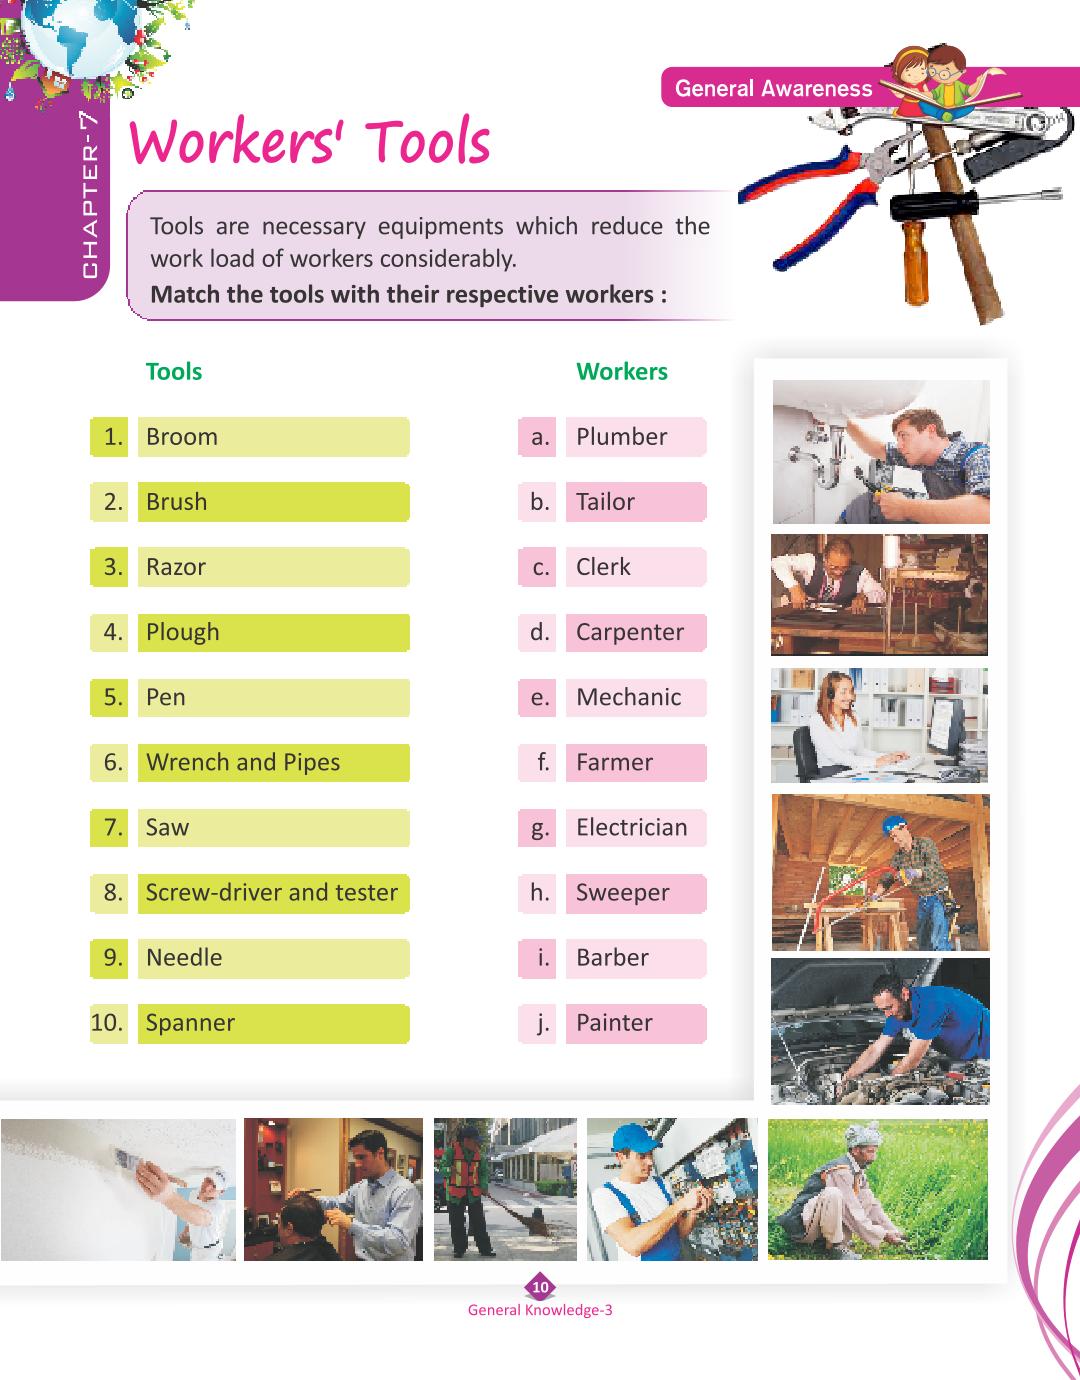 General Awareness
CHAPTER-7
Workers' Tools
Tools are necessary equipments which reduce the
work load of workers considerably.
Match the tools with their respective workers :
Tools
Workers
1. Broom
a. Plumber
2. Brush
b. Tailor
3. Razor
c. Clerk
4. Plough
d. Carpenter
5. Pen
e. Mechanic
6. Wrench and Pipes
f. Farmer
7. Saw
g. Electrician
8. Screw-driver and tester
h. Sweeper
9. Needle
i. Barber
10. Spanner
j. Painter
10
General Knowledge-3